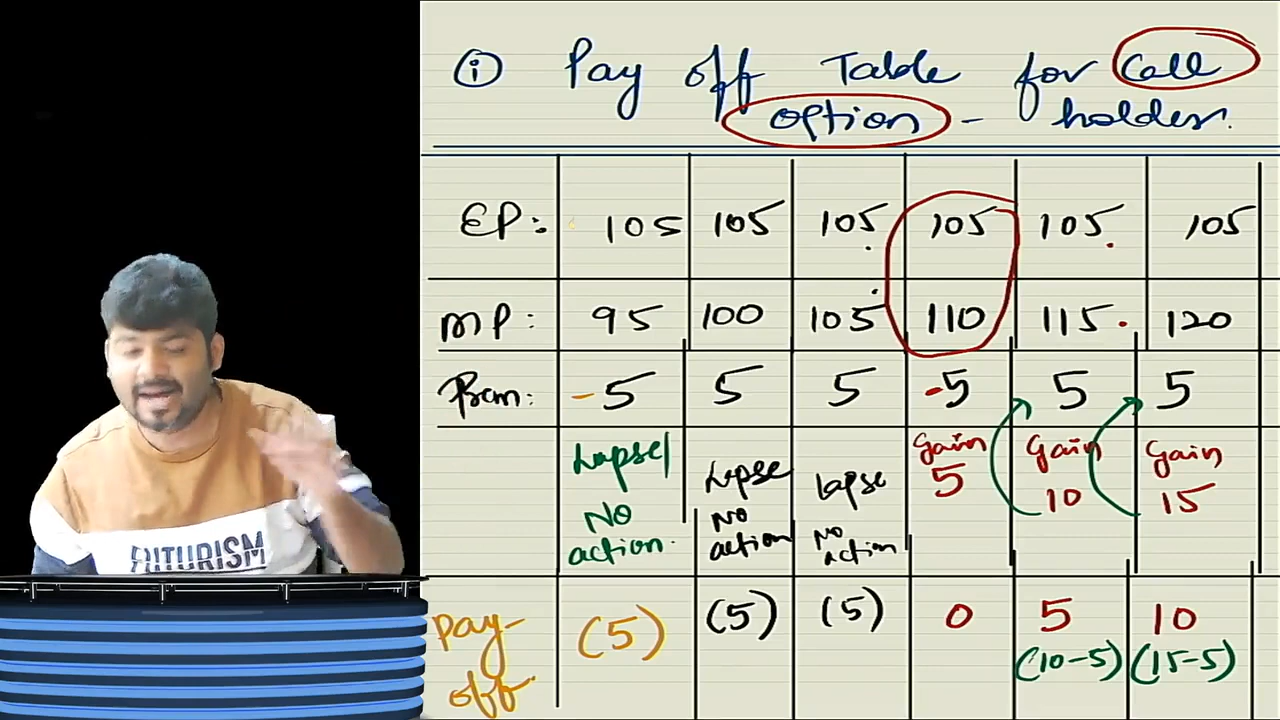 (i) Pay off Table for Call
option - holder.
EP: 105 105 105 105 105 105
MP: 95 100 105 110 115 120
Prem: -5 5 5 -5 5 5
Lapse/ Lapse Lapse Gain Gain Gain
No No No 5 10 15
action. action action
Pay- (5) (5) (5) 0 5 10
off. (10-5) (15-5)
FUTURISM